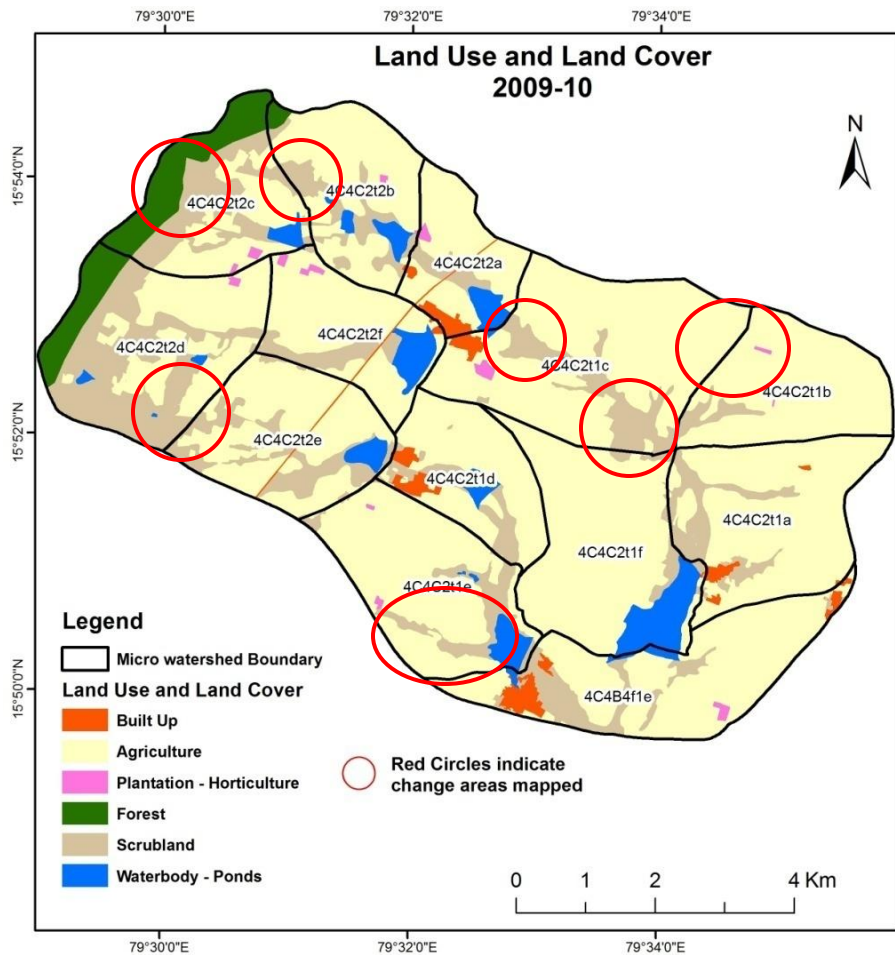 79°30'0"E 79°32'0"E 79°34'0"E
Land Use and Land Cover
2009-10
N
15°54'0"N
4C4C2t2c
4C4C2t2b
4C4C2t2a
4C4C2t2d
4C4C2t2f
4C4C2t1c
4C4C2t1b
15°52'0"N
4C4C2t2e
4C4C2t1d
4C4C2t1a
4C4C2t1f
4C4C2t1e
4C4B4f1e
15°50'0"N
Legend
Micro watershed Boundary
Land Use and Land Cover
Built Up
Agriculture
Plantation - Horticulture
Forest
Scrubland
Waterbody - Ponds
Red Circles indicate
change areas mapped
0 1 2 4 Km
79°30'0"E 79°32'0"E 79°34'0"E